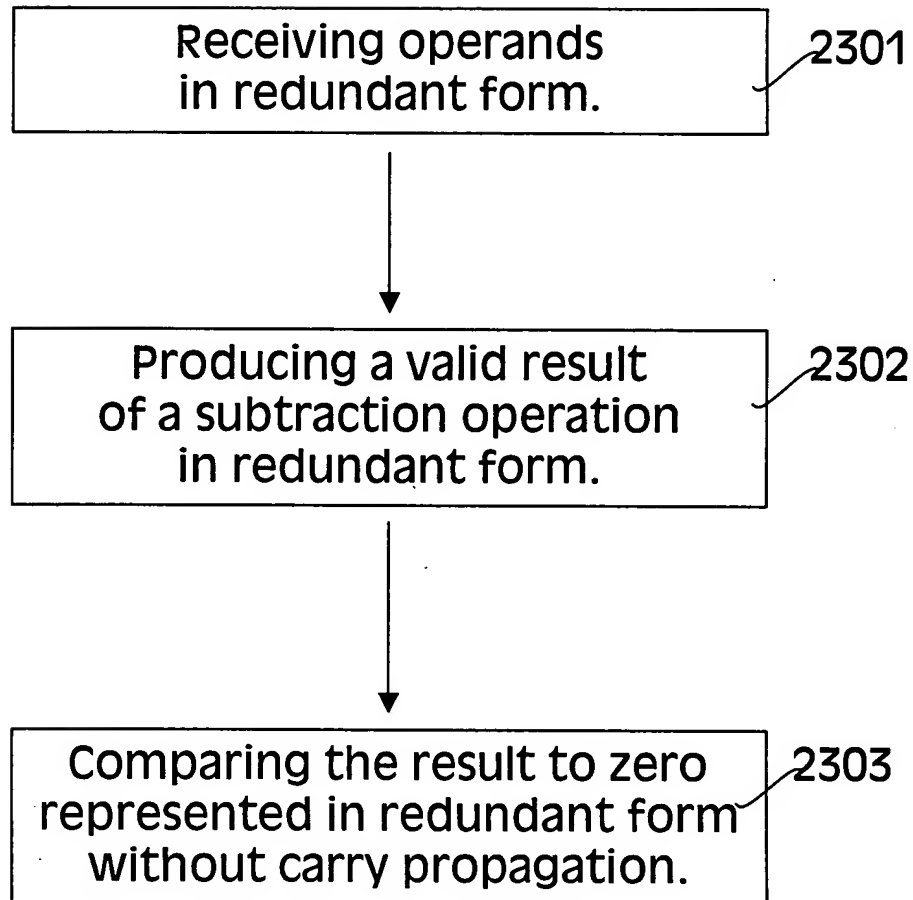 Receiving operands
in redundant form.
2301
Producing a valid result
of a subtraction operation
in redundant form.
2302
Comparing the result to zero
represented in redundant form
without carry propagation.
2303